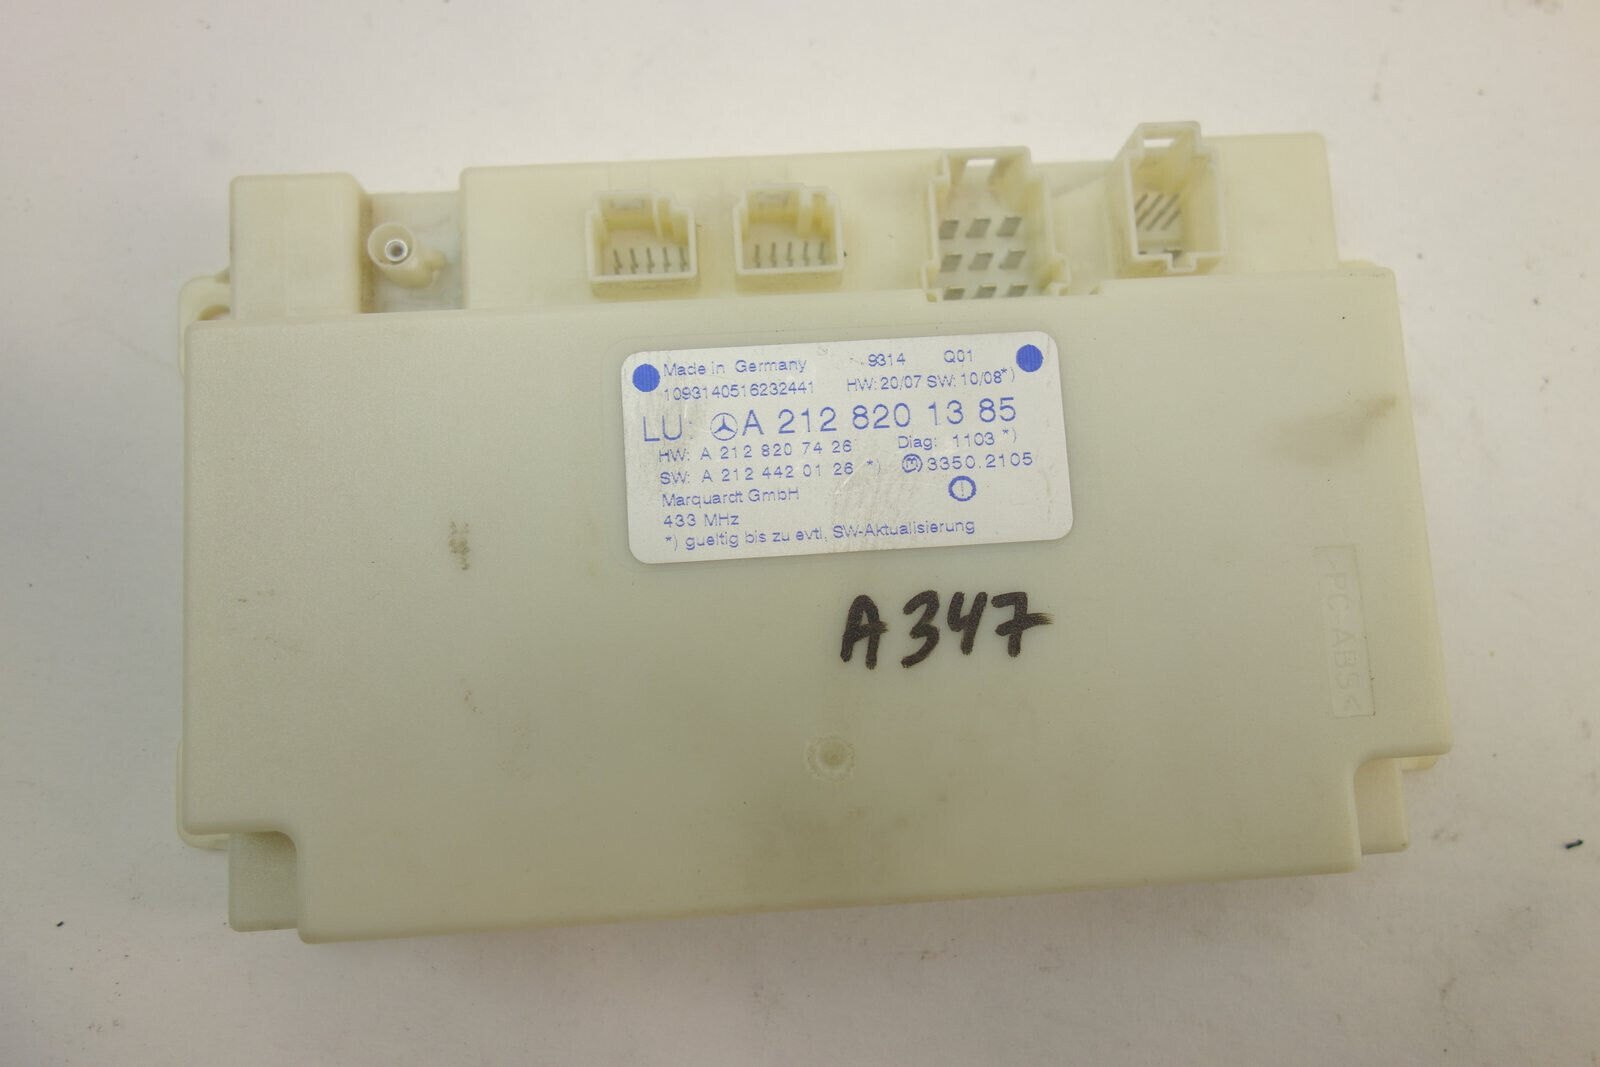 Made in Germany 9314 Q01
1093140516232441 HW: 20/07 SW: 10/08*)
LU: A 212 820 13 85
HW: A 212 820 74 26 Diag: 1103 *)
SW: A 212 442 01 26 *) m 3350.2105
Marquardt GmbH
433 MHz
*) gueltig bis zu evtl. SW-Aktualisierung
A347
PC-ABS<